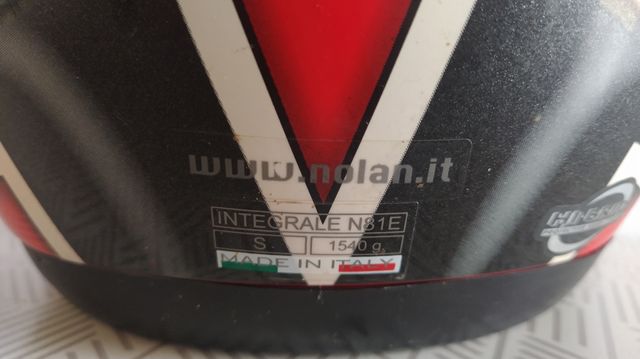 www.nolan.it
INTEGRALE N81E
S 1540 g.
MADE IN ITALY